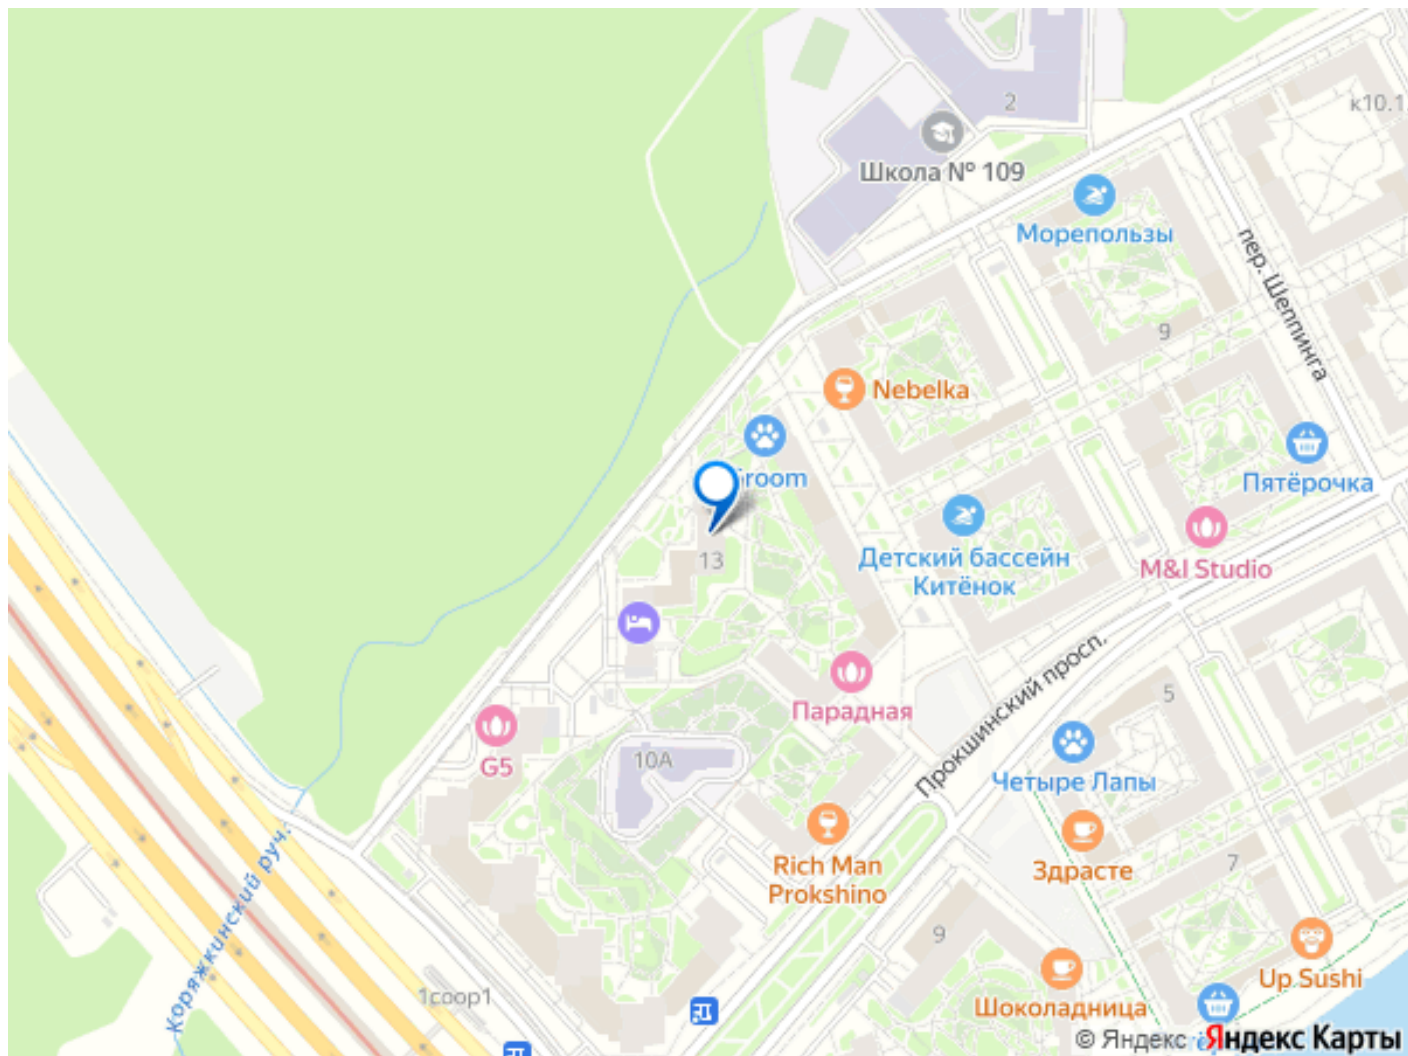 2
к10.1
Школа № 109
Морепользы
пер. Шеппинга
9
Nebelka
Groom
Пятёрочка
13
Детский бассейн
Китёнок
M&I Studio
Прокшинский просп.
Парадная
5
G5
10А
Четыре Лапы
Rich Man
Prokshino
Здрасте
7
Коряжкинский руч.
9
Up Sushi
1соор1
Шоколадница
© Яндекс Яндекс Карты